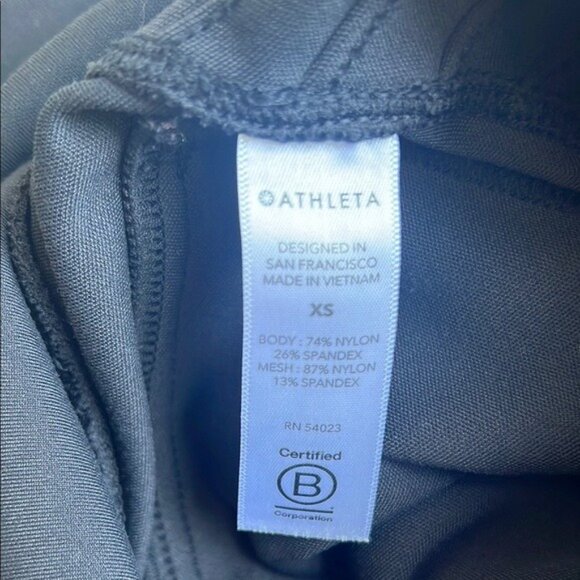 ATHLETA
DESIGNED IN
SAN FRANCISCO
MADE IN VIETNAM
XS
BODY : 74% NYLON
26% SPANDEX
MESH : 87% NYLON
13% SPANDEX
RN 54023
Certified
B
Corporation